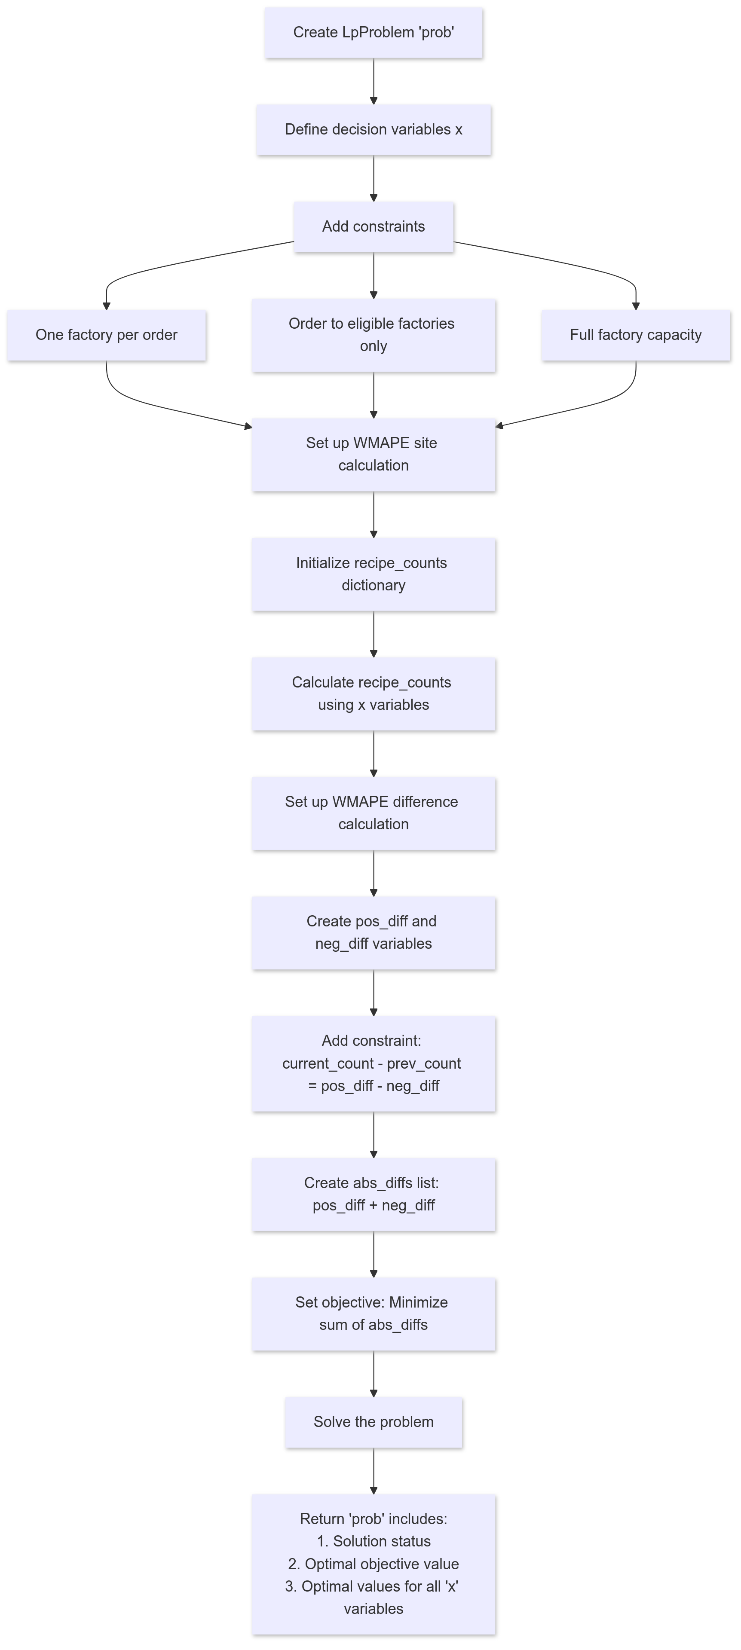 Create LpProblem 'prob'
Define decision variables x
Add constraints
One factory per order
Order to eligible factories
only
Full factory capacity
Set up WMAPE site
calculation
Initialize recipe_counts
dictionary
Calculate recipe_counts
using x variables
Set up WMAPE difference
calculation
Create pos_diff and
neg_diff variables
Add constraint:
current_count - prev_count
= pos_diff - neg_diff
Create abs_diffs list:
pos_diff + neg_diff
Set objective: Minimize
sum of abs_diffs
Solve the problem
Return 'prob' includes:
1. Solution status
2. Optimal objective value
3. Optimal values for all 'x'
variables